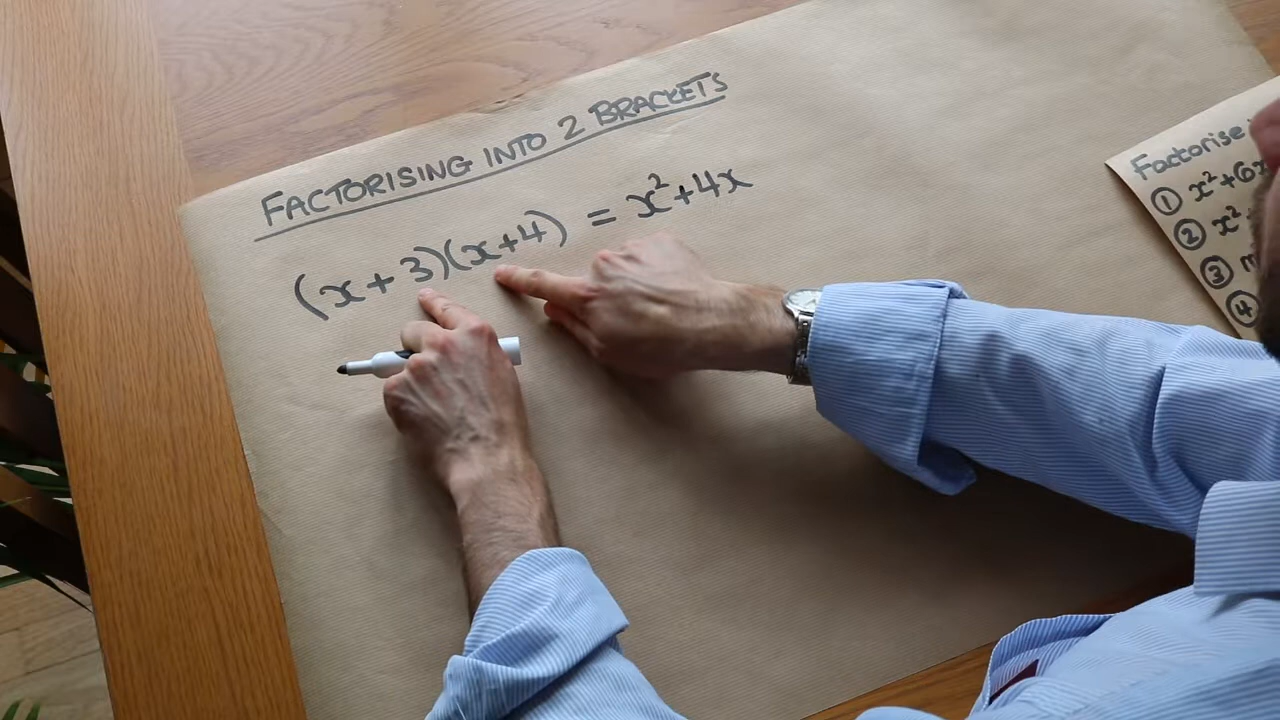 FACTORISING INTO 2 BRACKETS
(x+3)(x+4) = x²+4x
Factorise
① x²+6x
② x²
③
④